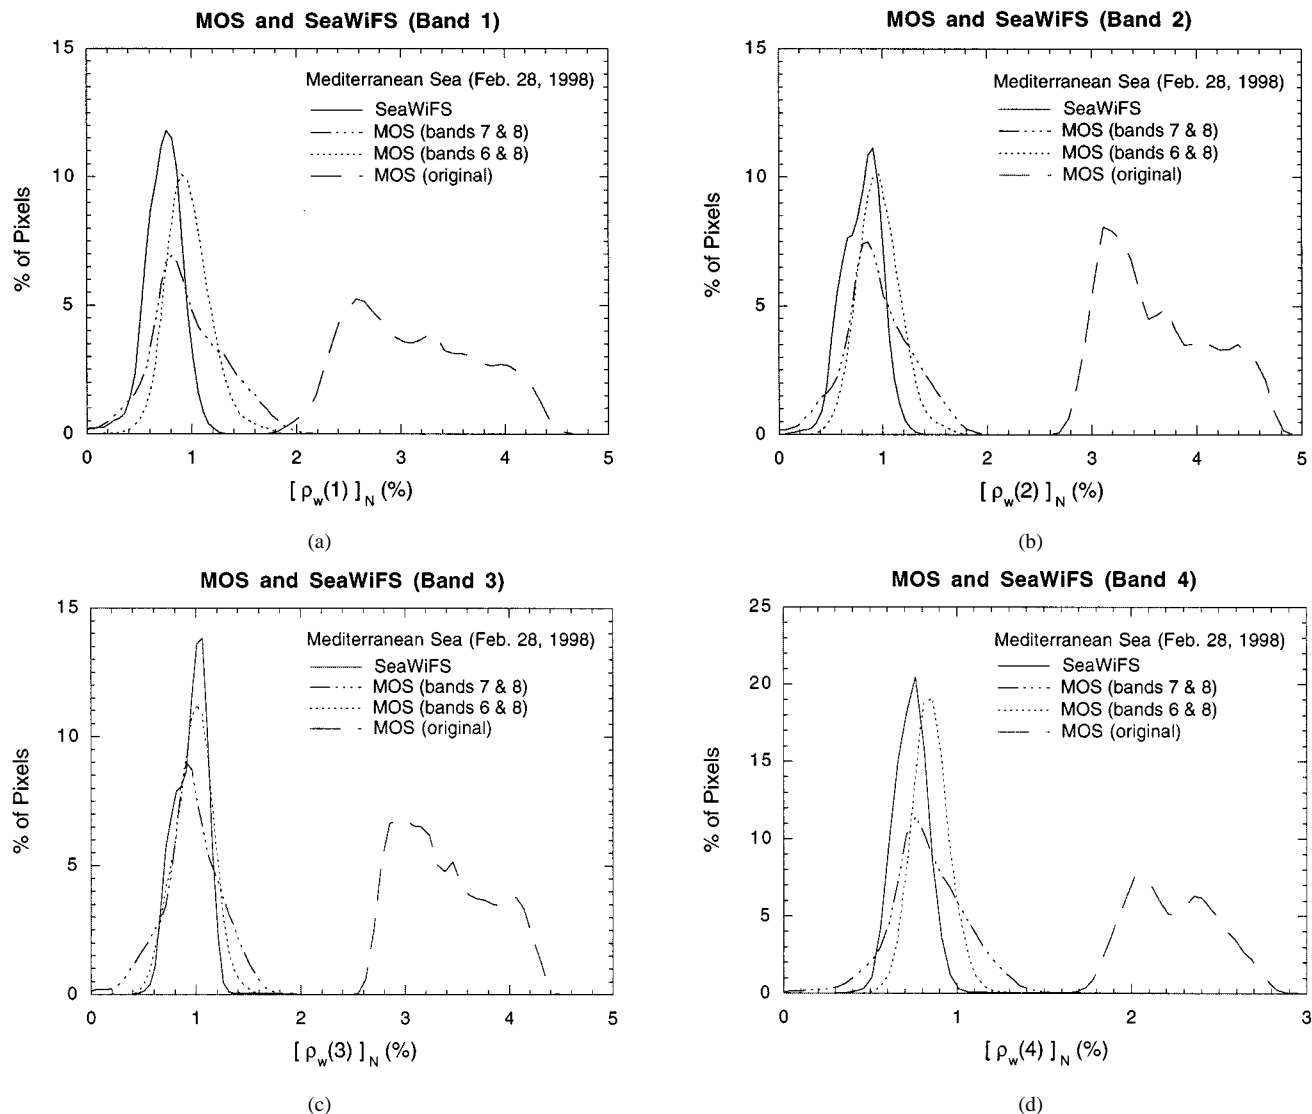 MOS and SeaWiFS (Band 1)
15
10
5
0
% of Pixels
Mediterranean Sea (Feb. 28, 1998)
SeaWiFS
MOS (bands 7 & 8)
MOS (bands 6 & 8)
MOS (original)
0 1 2 3 4 5
[ ρw(1) ]N (%)
(a)
MOS and SeaWiFS (Band 2)
15
10
5
0
% of Pixels
Mediterranean Sea (Feb. 28, 1998)
SeaWiFS
MOS (bands 7 & 8)
MOS (bands 6 & 8)
MOS (original)
0 1 2 3 4 5
[ ρw(2) ]N (%)
(b)
MOS and SeaWiFS (Band 3)
15
10
5
0
% of Pixels
Mediterranean Sea (Feb. 28, 1998)
SeaWiFS
MOS (bands 7 & 8)
MOS (bands 6 & 8)
MOS (original)
0 1 2 3 4 5
[ ρw(3) ]N (%)
(c)
MOS and SeaWiFS (Band 4)
25
20
15
10
5
0
% of Pixels
Mediterranean Sea (Feb. 28, 1998)
SeaWiFS
MOS (bands 7 & 8)
MOS (bands 6 & 8)
MOS (original)
0 1 2 3
[ ρw(4) ]N (%)
(d)